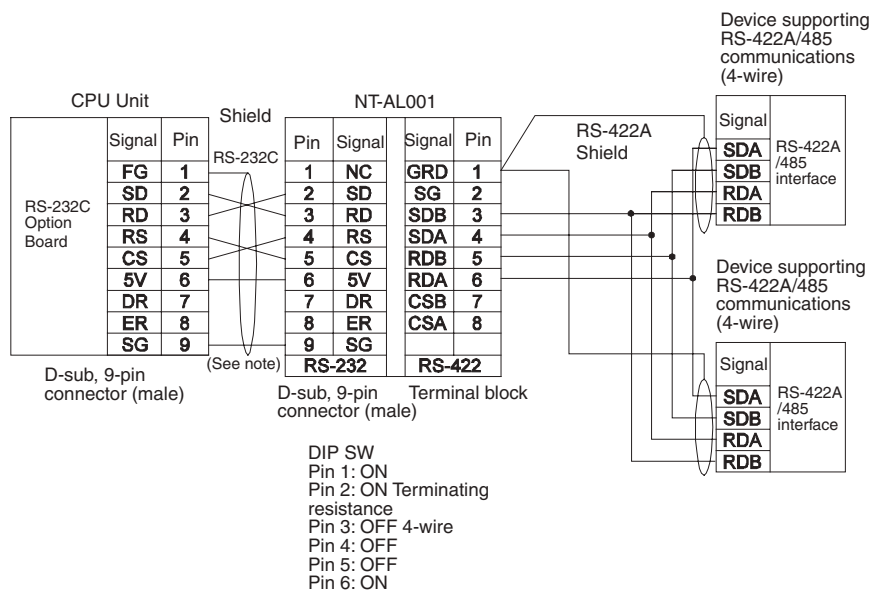 Device supporting
RS-422A/485
communications
(4-wire)
CPU Unit
Shield
NT-AL001
RS-232C
Option
Board
Signal Pin
FG 1
SD 2
RD 3
RS 4
CS 5
5V 6
DR 7
ER 8
SG 9
D-sub, 9-pin
connector (male)
RS-232C
(See note)
Pin Signal Signal Pin
1 NC GRD 1
2 SD SG 2
3 RD SDB 3
4 RS SDA 4
5 CS RDB 5
6 5V RDA 6
7 DR CSB 7
8 ER CSA 8
9 SG
RS-232 RS-422
D-sub, 9-pin
connector (male)
Terminal block
RS-422A
Shield
Signal
SDA
SDB
RDA
RDB
RS-422A
/485
interface
Device supporting
RS-422A/485
communications
(4-wire)
Signal
SDA
SDB
RDA
RDB
RS-422A
/485
interface
DIP SW
Pin 1: ON
Pin 2: ON Terminating
resistance
Pin 3: OFF 4-wire
Pin 4: OFF
Pin 5: OFF
Pin 6: ON